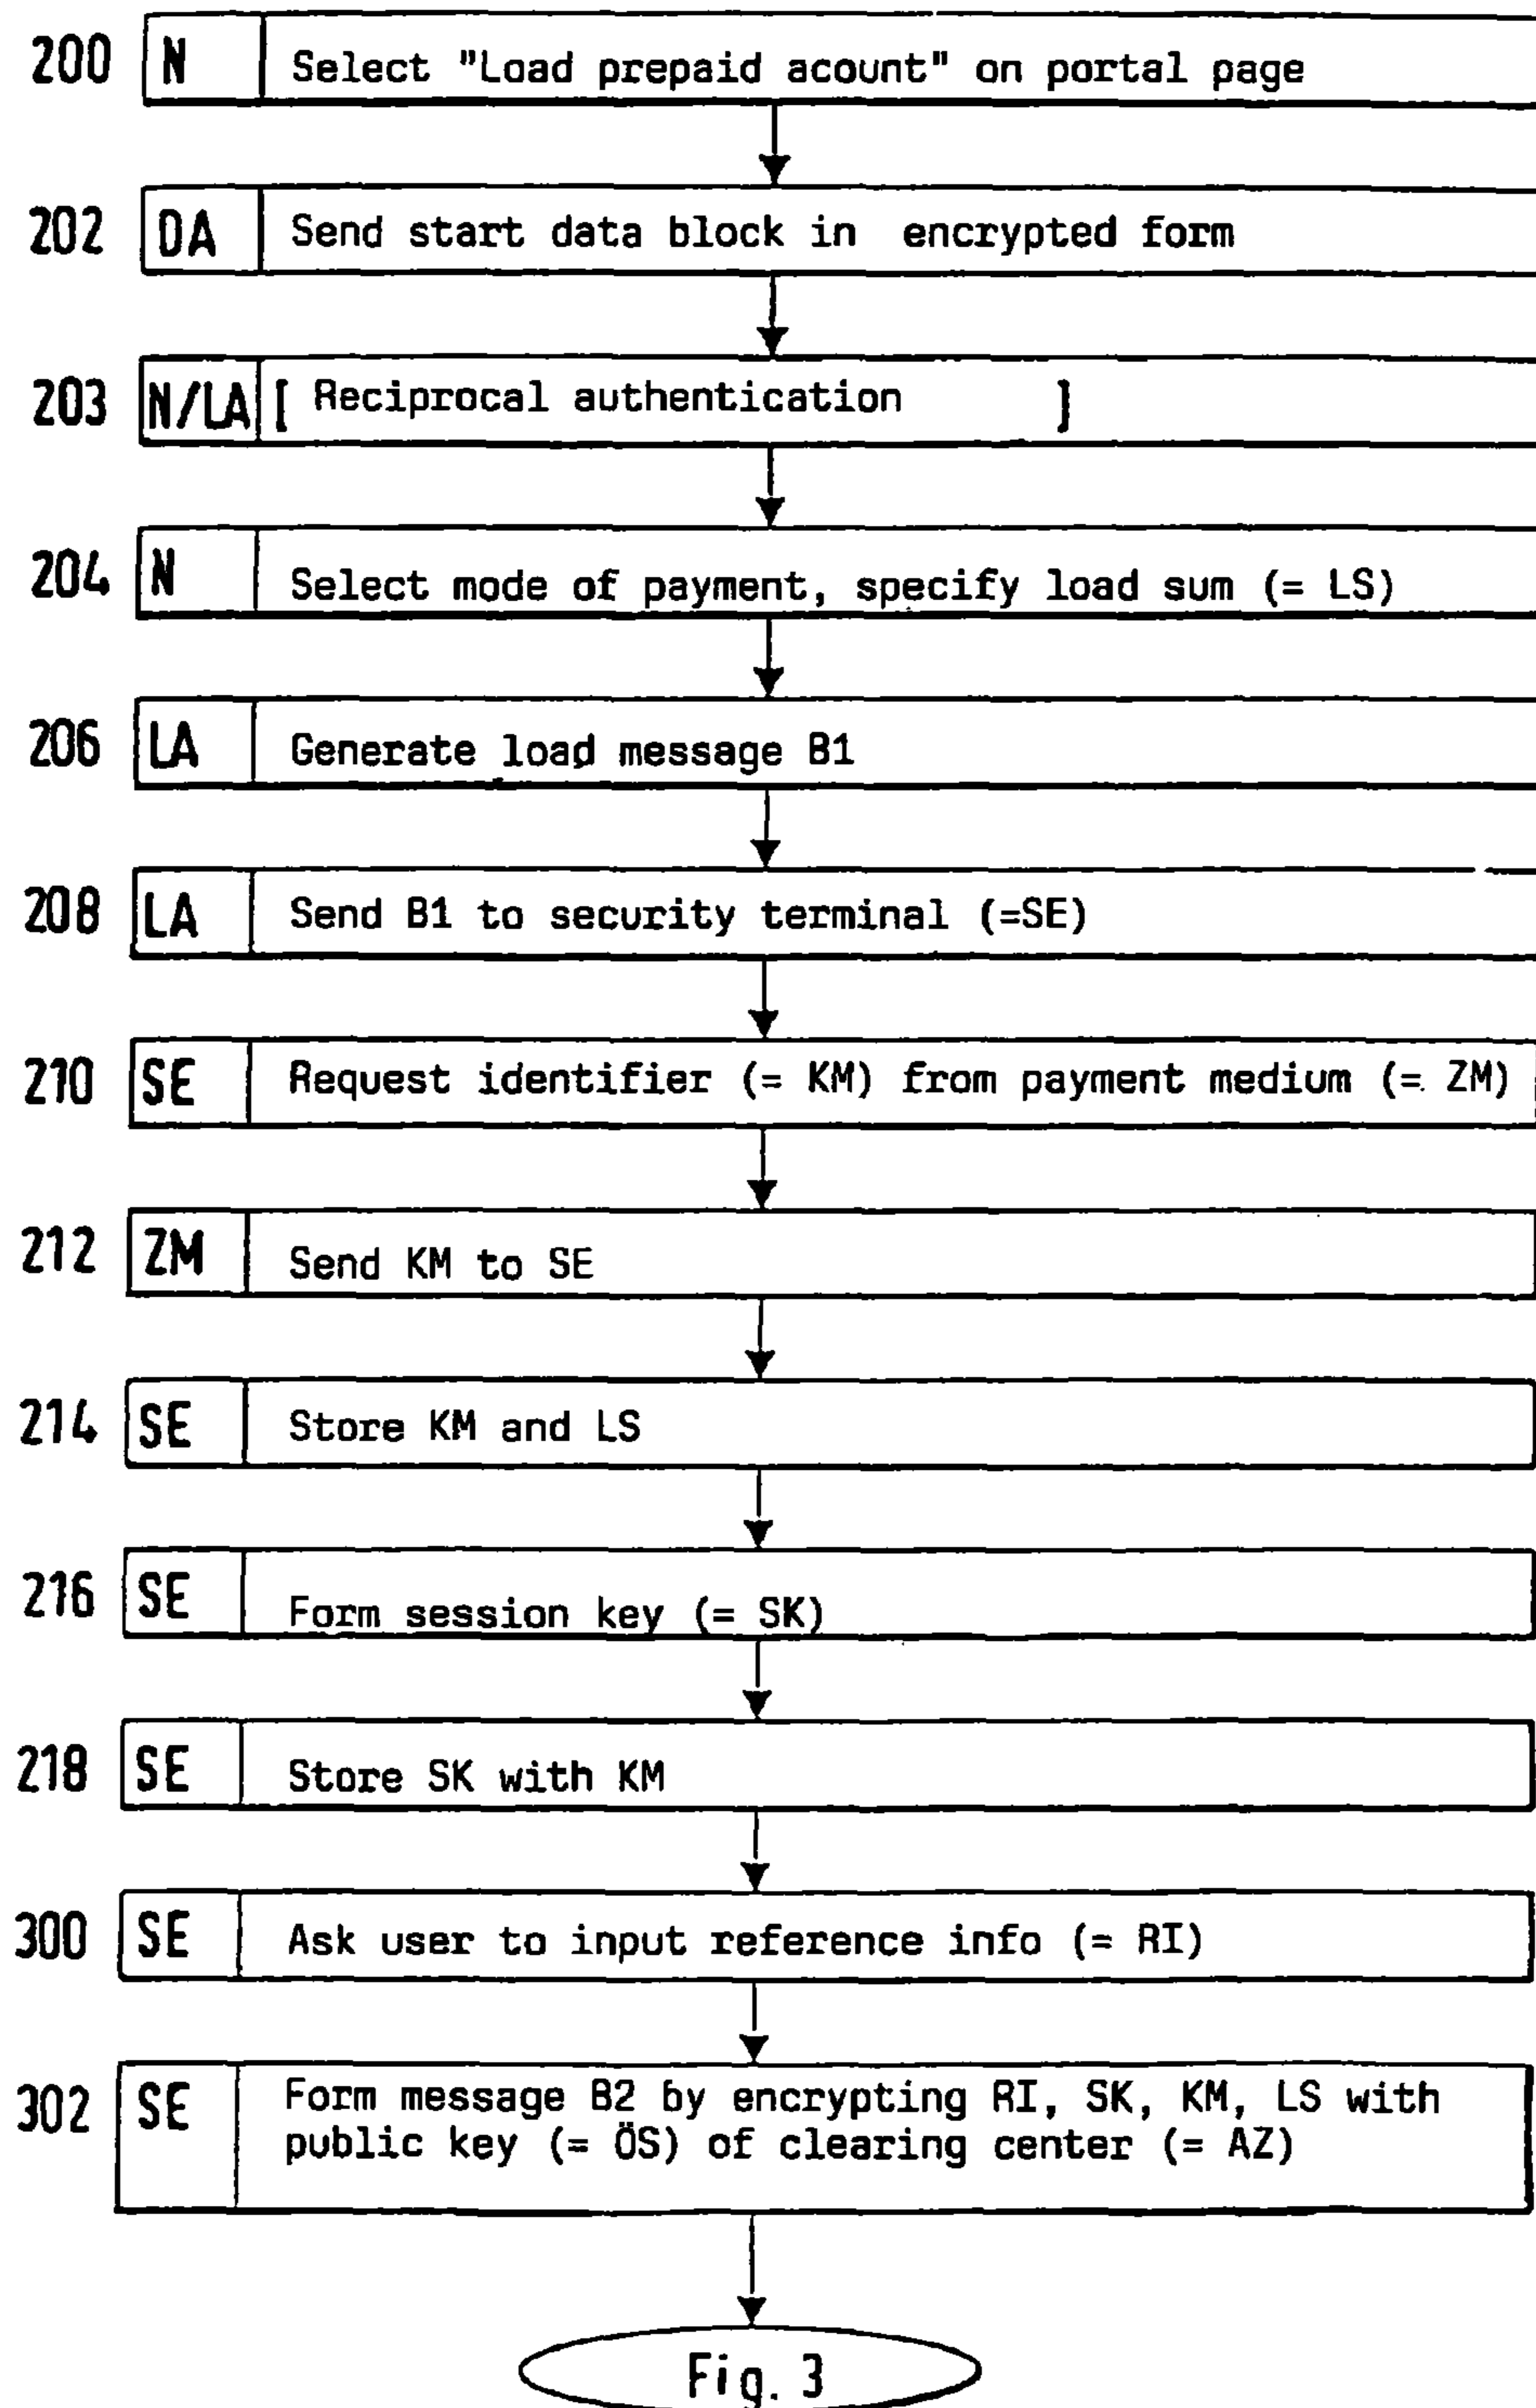 200 N Select "Load prepaid acount" on portal page
202 DA Send start data block in encrypted form
203 N/LA [ Reciprocal authentication ]
204 N Select mode of payment, specify load sum (= LS)
206 LA Generate load message B1
208 LA Send B1 to security terminal (=SE)
210 SE Request identifier (= KM) from payment medium (= ZM)
212 ZM Send KM to SE
214 SE Store KM and LS
216 SE Form session key (= SK)
218 SE Store SK with KM
300 SE Ask user to input reference info (= RI)
302 SE Form message B2 by encrypting RI, SK, KM, LS with
public key (= ÖS) of clearing center (= AZ)
Fig. 3